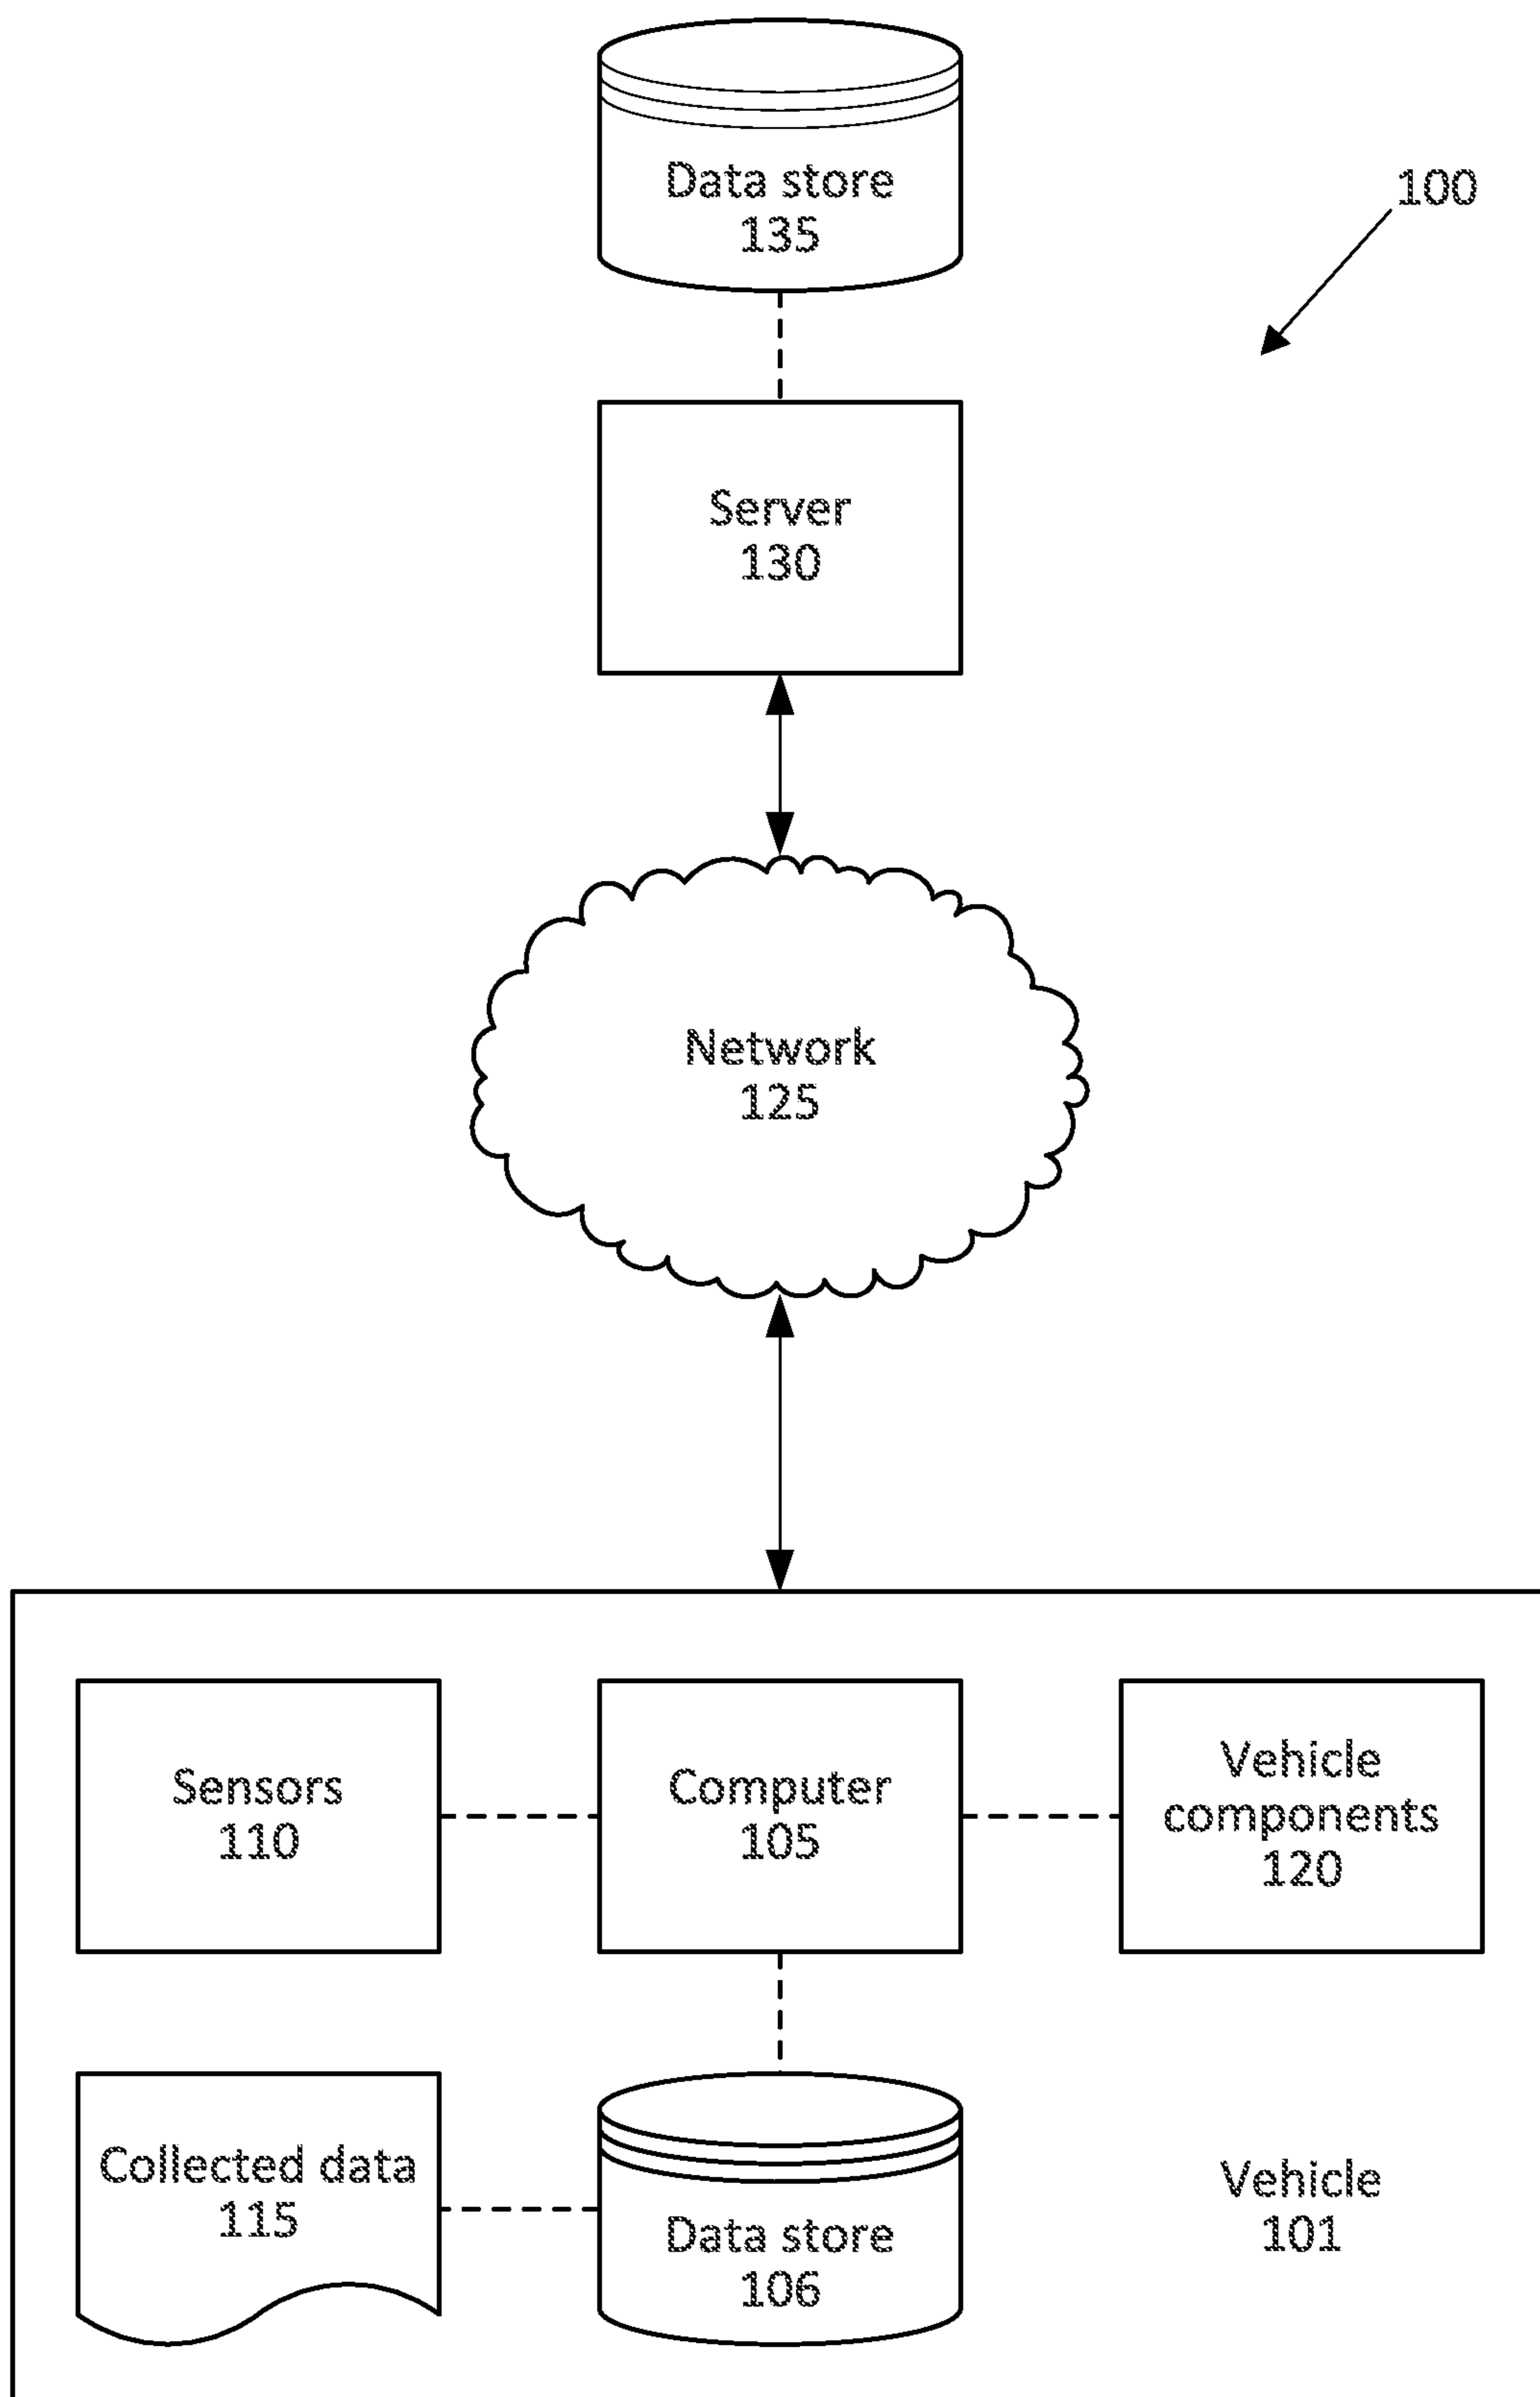 Data store
135
100
Server
130
Network
125
Sensors
110
Computer
105
Vehicle
components
120
Collected data
115
Data store
106
Vehicle
101